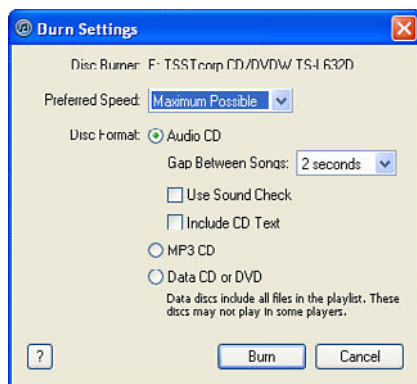 Burn Settings
Disc Burner: E: TSSTcorp CD/DVDW TS-L632D
Preferred Speed: Maximum Possible
Disc Format: Audio CD
Gap Between Songs: 2 seconds
Use Sound Check
Include CD Text
MP3 CD
Data CD or DVD
Data discs include all files in the playlist. These
discs may not play in some players.
? Burn Cancel